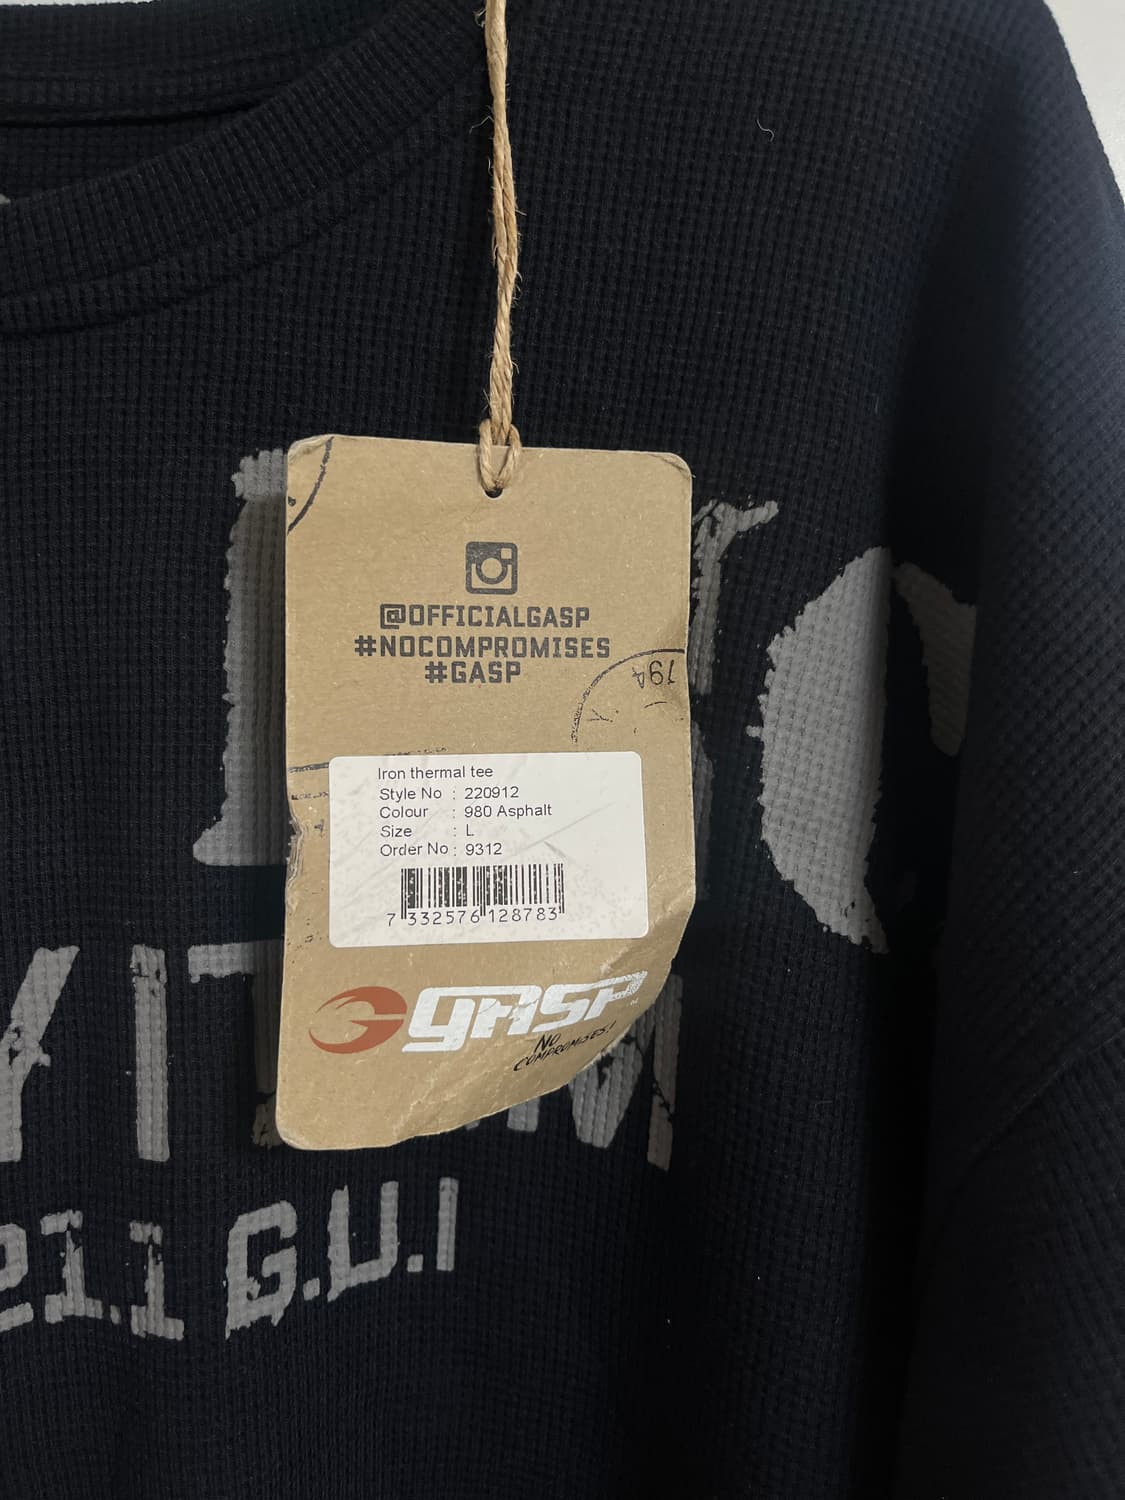 @OFFICIALGASP
#NOCOMPROMISES
#GASP
794
Iron thermal tee
Style No : 220912
Colour : 980 Asphalt
Size : L
Order No : 9312
7 332576 128783
GASP
NO
COMPROMISES!
G.U.I